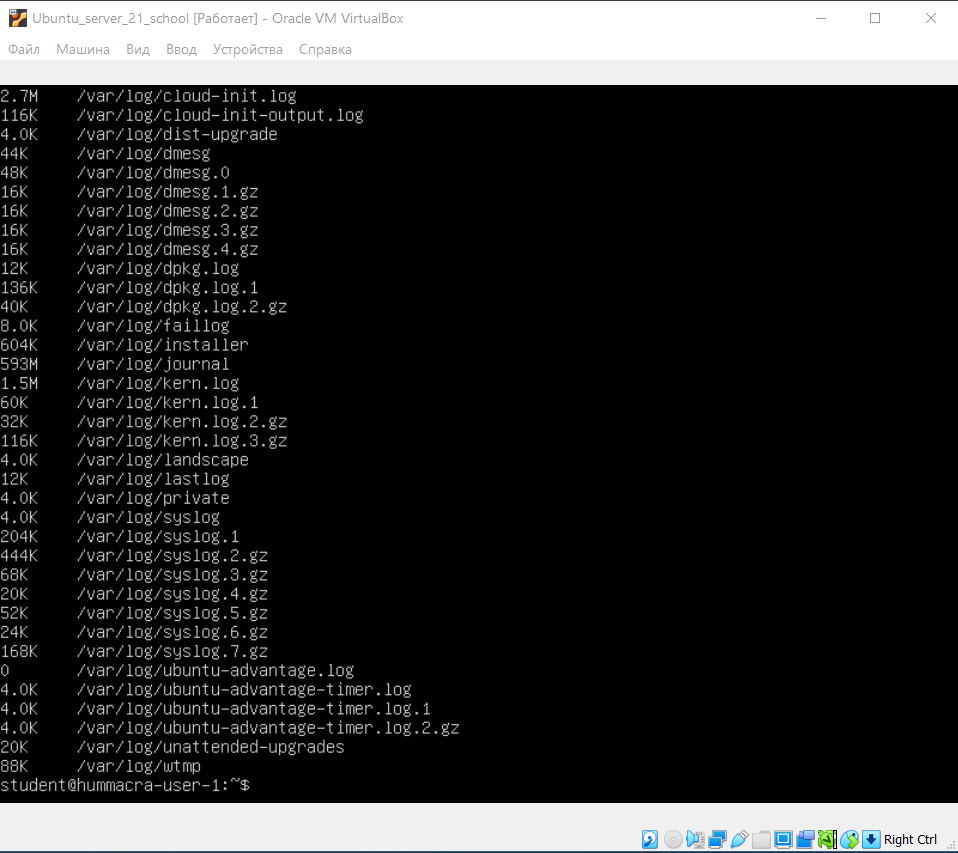 Ubuntu_server_21_school [Работает] - Oracle VM VirtualBox
Файл Машина Вид Ввод Устройства Справка
2.7M /var/log/cloud-init.log
116K /var/log/cloud-init-output.log
4.0K /var/log/dist-upgrade
44K /var/log/dmesg
48K /var/log/dmesg.0
16K /var/log/dmesg.1.gz
16K /var/log/dmesg.2.gz
16K /var/log/dmesg.3.gz
16K /var/log/dmesg.4.gz
12K /var/log/dpkg.log
136K /var/log/dpkg.log.1
40K /var/log/dpkg.log.2.gz
8.0K /var/log/faillog
604K /var/log/installer
593M /var/log/journal
1.5M /var/log/kern.log
60K /var/log/kern.log.1
32K /var/log/kern.log.2.gz
116K /var/log/kern.log.3.gz
4.0K /var/log/landscape
12K /var/log/lastlog
4.0K /var/log/private
4.0K /var/log/syslog
204K /var/log/syslog.1
444K /var/log/syslog.2.gz
68K /var/log/syslog.3.gz
20K /var/log/syslog.4.gz
52K /var/log/syslog.5.gz
24K /var/log/syslog.6.gz
168K /var/log/syslog.7.gz
0 /var/log/ubuntu-advantage.log
4.0K /var/log/ubuntu-advantage-timer.log
4.0K /var/log/ubuntu-advantage-timer.log.1
4.0K /var/log/ubuntu-advantage-timer.log.2.gz
20K /var/log/unattended-upgrades
88K /var/log/wtmp
student@hummacra-user-1:~$
Right Ctrl